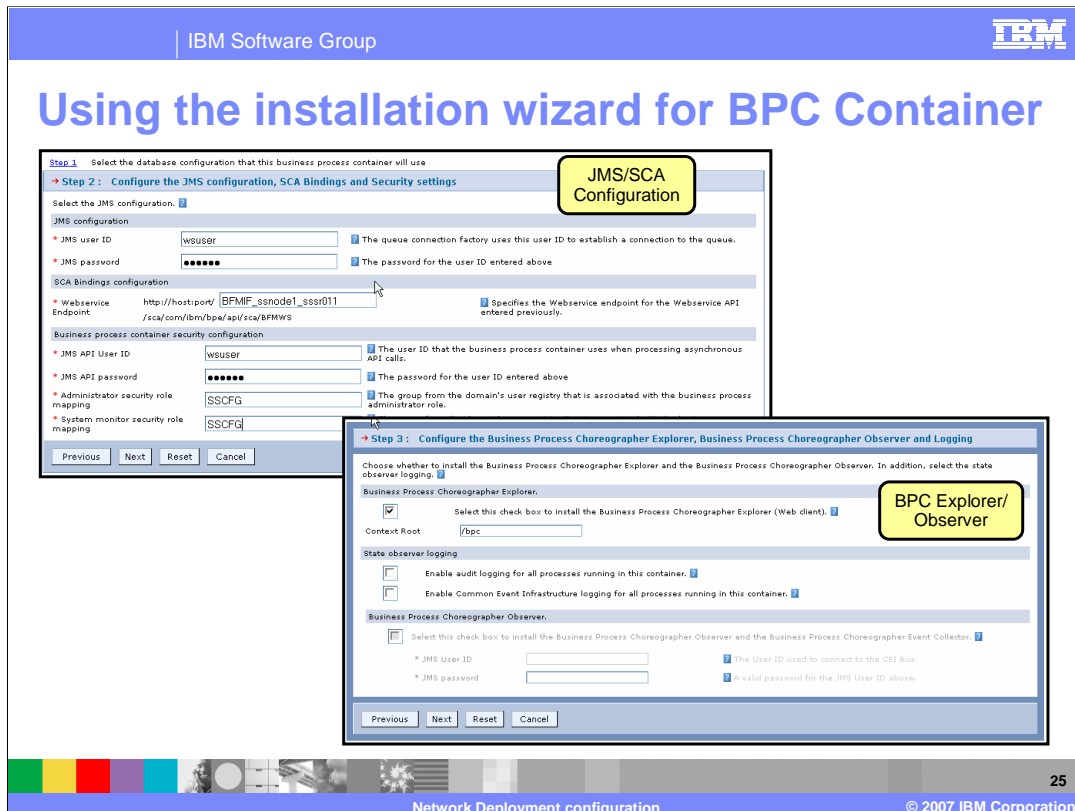 IBM Software Group
IBM
Using the installation wizard for BPC Container
Step 1 Select the database configuration that this business process container will use
JMS/SCA
Configuration
Step 2 : Configure the JMS configuration, SCA Bindings and Security settings
Select the JMS configuration. ?
JMS configuration
* JMS user ID wsuser ? The queue connection factory uses this user ID to establish a connection to the queue.
* JMS password ●●●●●● ? The password for the user ID entered above
SCA Bindings configuration
* Webservice Endpoint http://host:port/ BFMIF_ssnode1_sssr011 /sca/com/ibm/bpe/api/sca/BFMWS
? Specifies the Webservice endpoint for the Webservice API entered previously.
Business process container security configuration
* JMS API User ID wsuser ? The user ID that the business process container uses when processing asynchronous API calls.
* JMS API password ●●●●●● ? The password for the user ID entered above
* Administrator security role mapping SSCFG ? The group from the domain's user registry that is associated with the business process administrator role.
* System monitor security role mapping SSCFG
Previous Next Reset Cancel
Step 3 : Configure the Business Process Choreographer Explorer, Business Process Choreographer Observer and Logging
Choose whether to install the Business Process Choreographer Explorer and the Business Process Choreographer Observer. In addition, select the state
observer logging. ?
BPC Explorer/
Observer
Business Process Choreographer Explorer.
Select this check box to install the Business Process Choreographer Explorer (Web client). ?
Context Root /bpc
State observer logging
Enable audit logging for all processes running in this container. ?
Enable Common Event Infrastructure logging for all processes running in this container. ?
Business Process Choreographer Observer.
Select this check box to install the Business Process Choreographer Observer and the Business Process Choreographer Event Collector. ?
* JMS User ID ? The User ID used to connect to the CEI Bus.
* JMS password ? A valid password for the JMS User ID above.
Previous Next Reset Cancel
25
Network Deployment configuration
© 2007 IBM Corporation